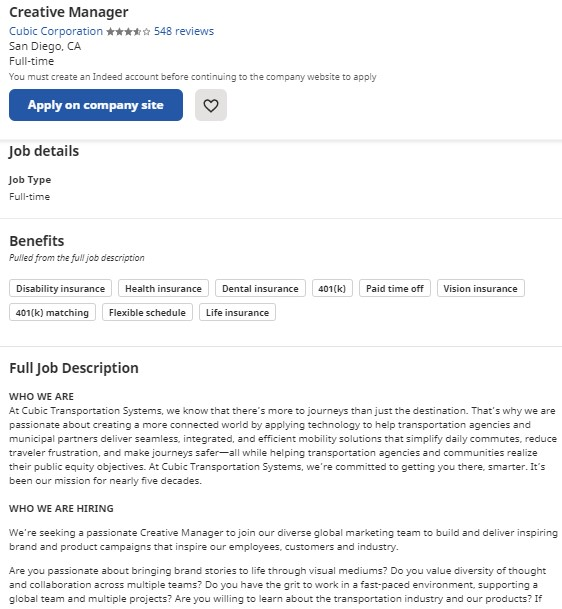 Creative Manager
Cubic Corporation 548 reviews
San Diego, CA
Full-time
You must create an Indeed account before continuing to the company website to apply
Apply on company site
Job details
Job Type
Full-time
Benefits
Pulled from the full job description
Disability insurance Health insurance Dental insurance 401(k) Paid time off Vision insurance
401(k) matching Flexible schedule Life insurance
Full Job Description
WHO WE ARE
At Cubic Transportation Systems, we know that there's more to journeys than just the destination. That's why we are
passionate about creating a more connected world by applying technology to help transportation agencies and
municipal partners deliver seamless, integrated, and efficient mobility solutions that simplify daily commutes, reduce
traveler frustration, and make journeys safer—all while helping transportation agencies and communities realize
their public equity objectives. At Cubic Transportation Systems, we're committed to getting you there, smarter. It's
been our mission for nearly five decades.
WHO WE ARE HIRING
We're seeking a passionate Creative Manager to join our diverse global marketing team to build and deliver inspiring
brand and product campaigns that inspire our employees, customers and industry.
Are you passionate about bringing brand stories to life through visual mediums? Do you value diversity of thought
and collaboration across multiple teams? Do you have the grit to work in a fast-paced environment, supporting a
global team and multiple projects? Are you willing to learn about the transportation industry and our products? If